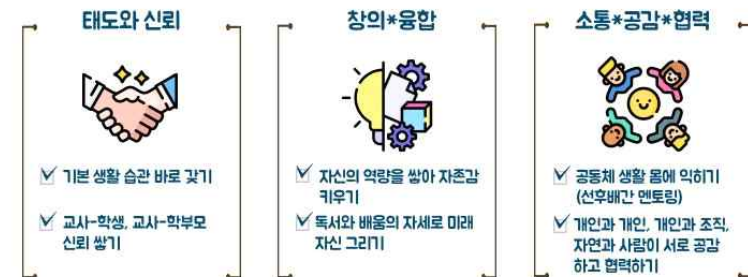 태도와 신뢰
기본 생활 습관 바로 갖기
교사-학생, 교사-학부모
신뢰 쌓기
창의*융합
자신의 역량을 쌓아 자존감
키우기
독서와 배움의 자세로 미래
자신 그리기
소통*공감*협력
공동체 생활 몸에 익히기
(선후배간 멘토링)
개인과 개인, 개인과 조직,
자연과 사람이 서로 공감
하고 협력하기